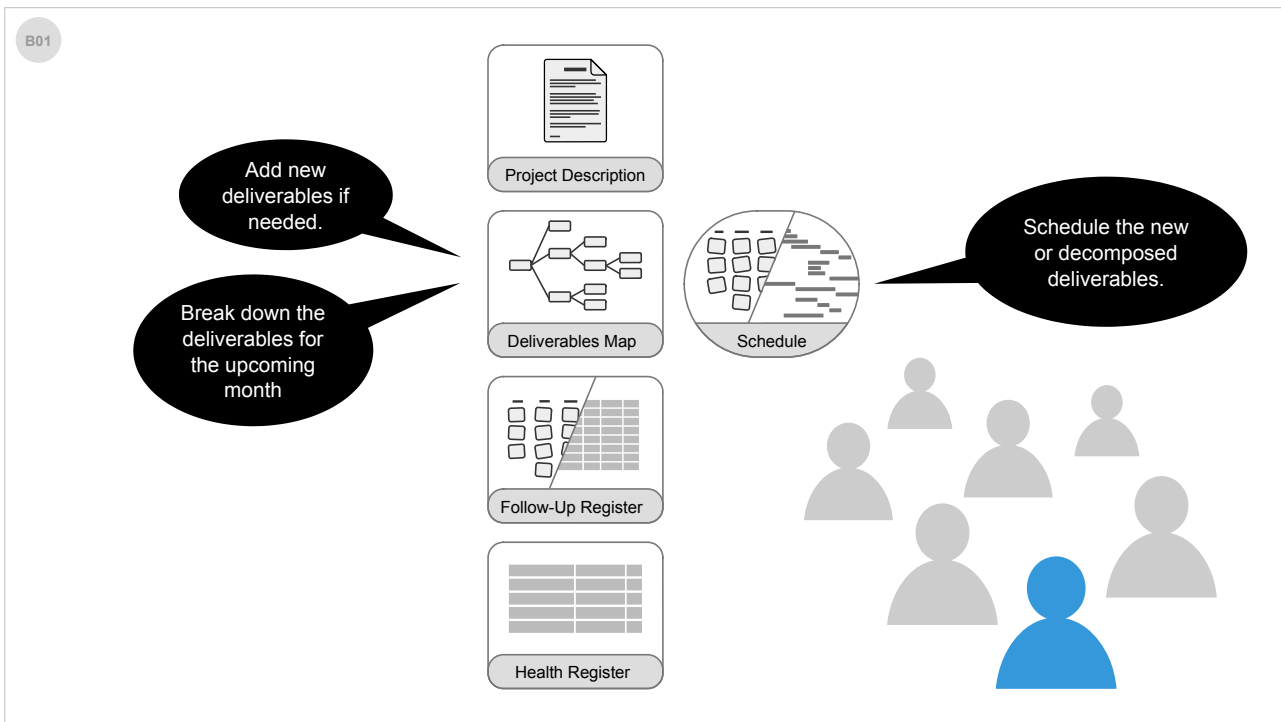 B01
Project Description
Add new
deliverables if
needed.
Break down the
deliverables for
the upcoming
month
Deliverables Map
Schedule
Schedule the new
or decomposed
deliverables.
Follow-Up Register
Health Register